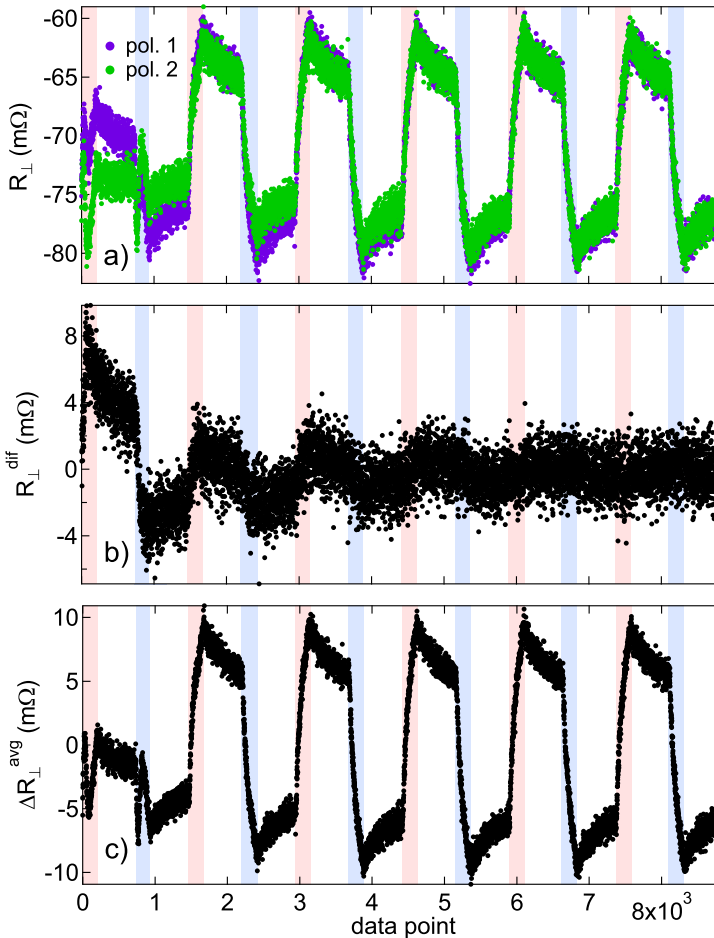 -60
pol. 1
pol. 2
-65
-70
-75
-80
R⊥ (mΩ)
a)
8
4
0
-4
R⊥dif (mΩ)
b)
10
5
0
-5
-10
ΔR⊥avg (mΩ)
c)
0 1 2 3 4 5 6 7 8x10³
data point